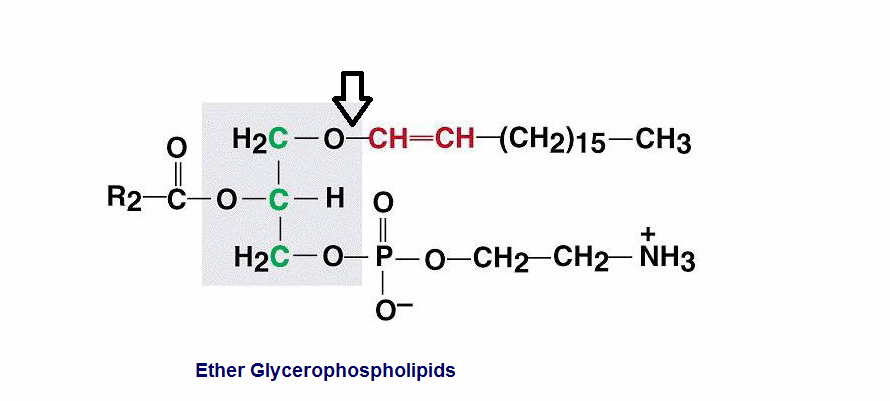 O
H2C—O—CH=CH—(CH2)15—CH3
R2—C—O—C—H O
H2C—O—P—O—CH2—CH2—NH3
+
O−
Ether Glycerophospholipids